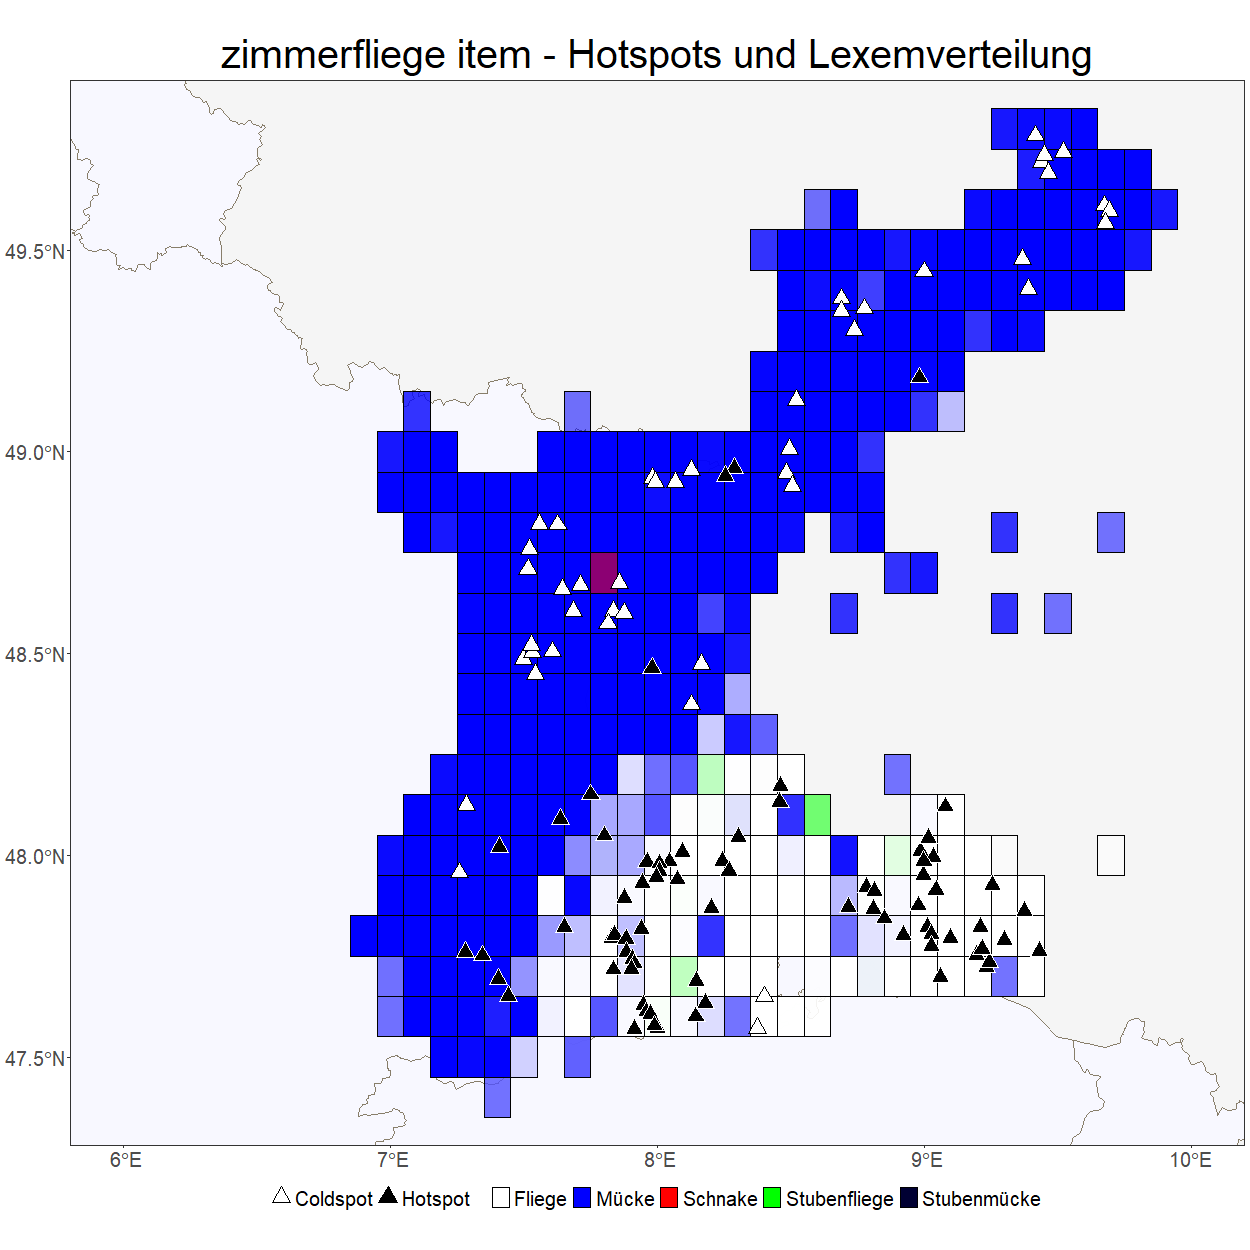 zimmerfliege item - Hotspots und Lexemverteilung
49.5°N
49.0°N
48.5°N
48.0°N
47.5°N
6°E 7°E 8°E 9°E 10°E
Coldspot Hotspot Fliege Mücke Schnake Stubenfliege Stubenmücke